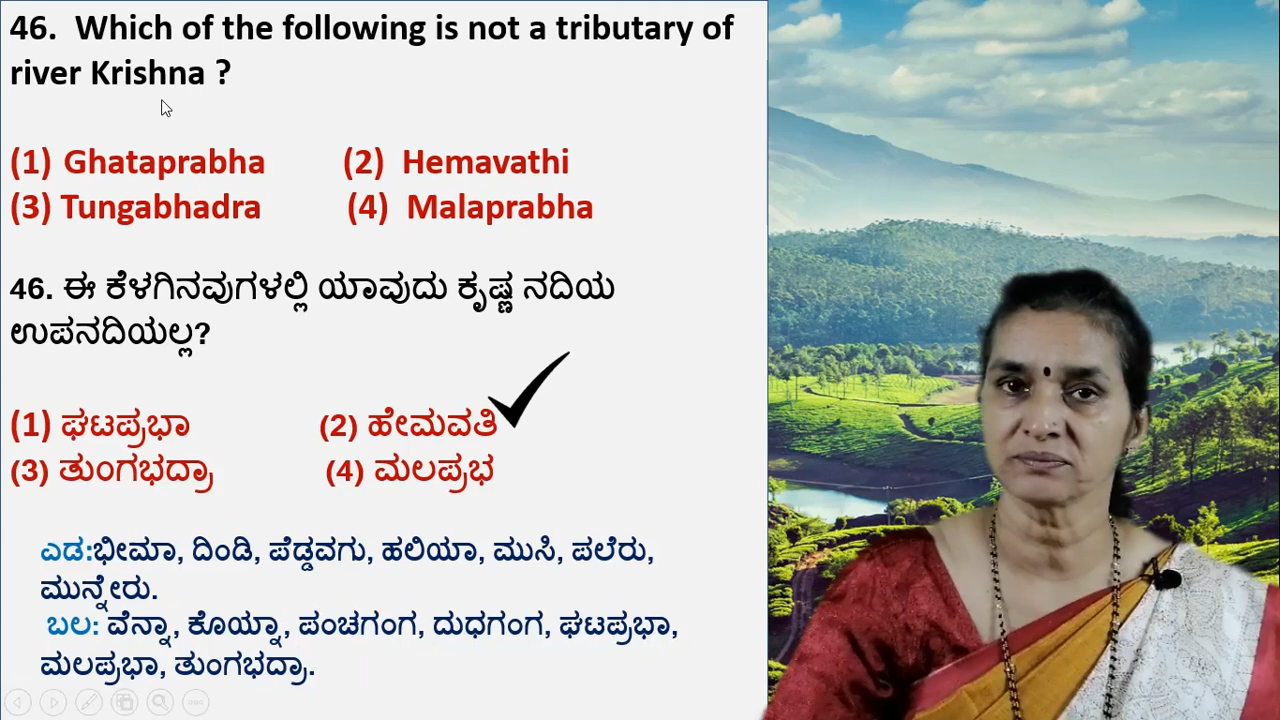 46. Which of the following is not a tributary of
river Krishna ?
(1) Ghataprabha (2) Hemavathi
(3) Tungabhadra (4) Malaprabha
46. ಈ ಕೆಳಗಿನವುಗಳಲ್ಲಿ ಯಾವುದು ಕೃಷ್ಣ ನದಿಯ
ಉಪನದಿಯಲ್ಲ?
(1) ಘಟಪ್ರಭಾ (2) ಹೇಮವತಿ
(3) ತುಂಗಭದ್ರಾ (4) ಮಲಪ್ರಭ
ಎಡ:ಭೀಮಾ, ದಿಂಡಿ, ಪೆಡ್ಡವಗು, ಹಲಿಯಾ, ಮುಸಿ, ಪಲೆರು,
ಮುನ್ನೇರು.
ಬಲ: ವೆನ್ನಾ, ಕೊಯ್ನಾ, ಪಂಚಗಂಗ, ದುಧಗಂಗ, ಘಟಪ್ರಭಾ,
ಮಲಪ್ರಭಾ, ತುಂಗಭದ್ರಾ.